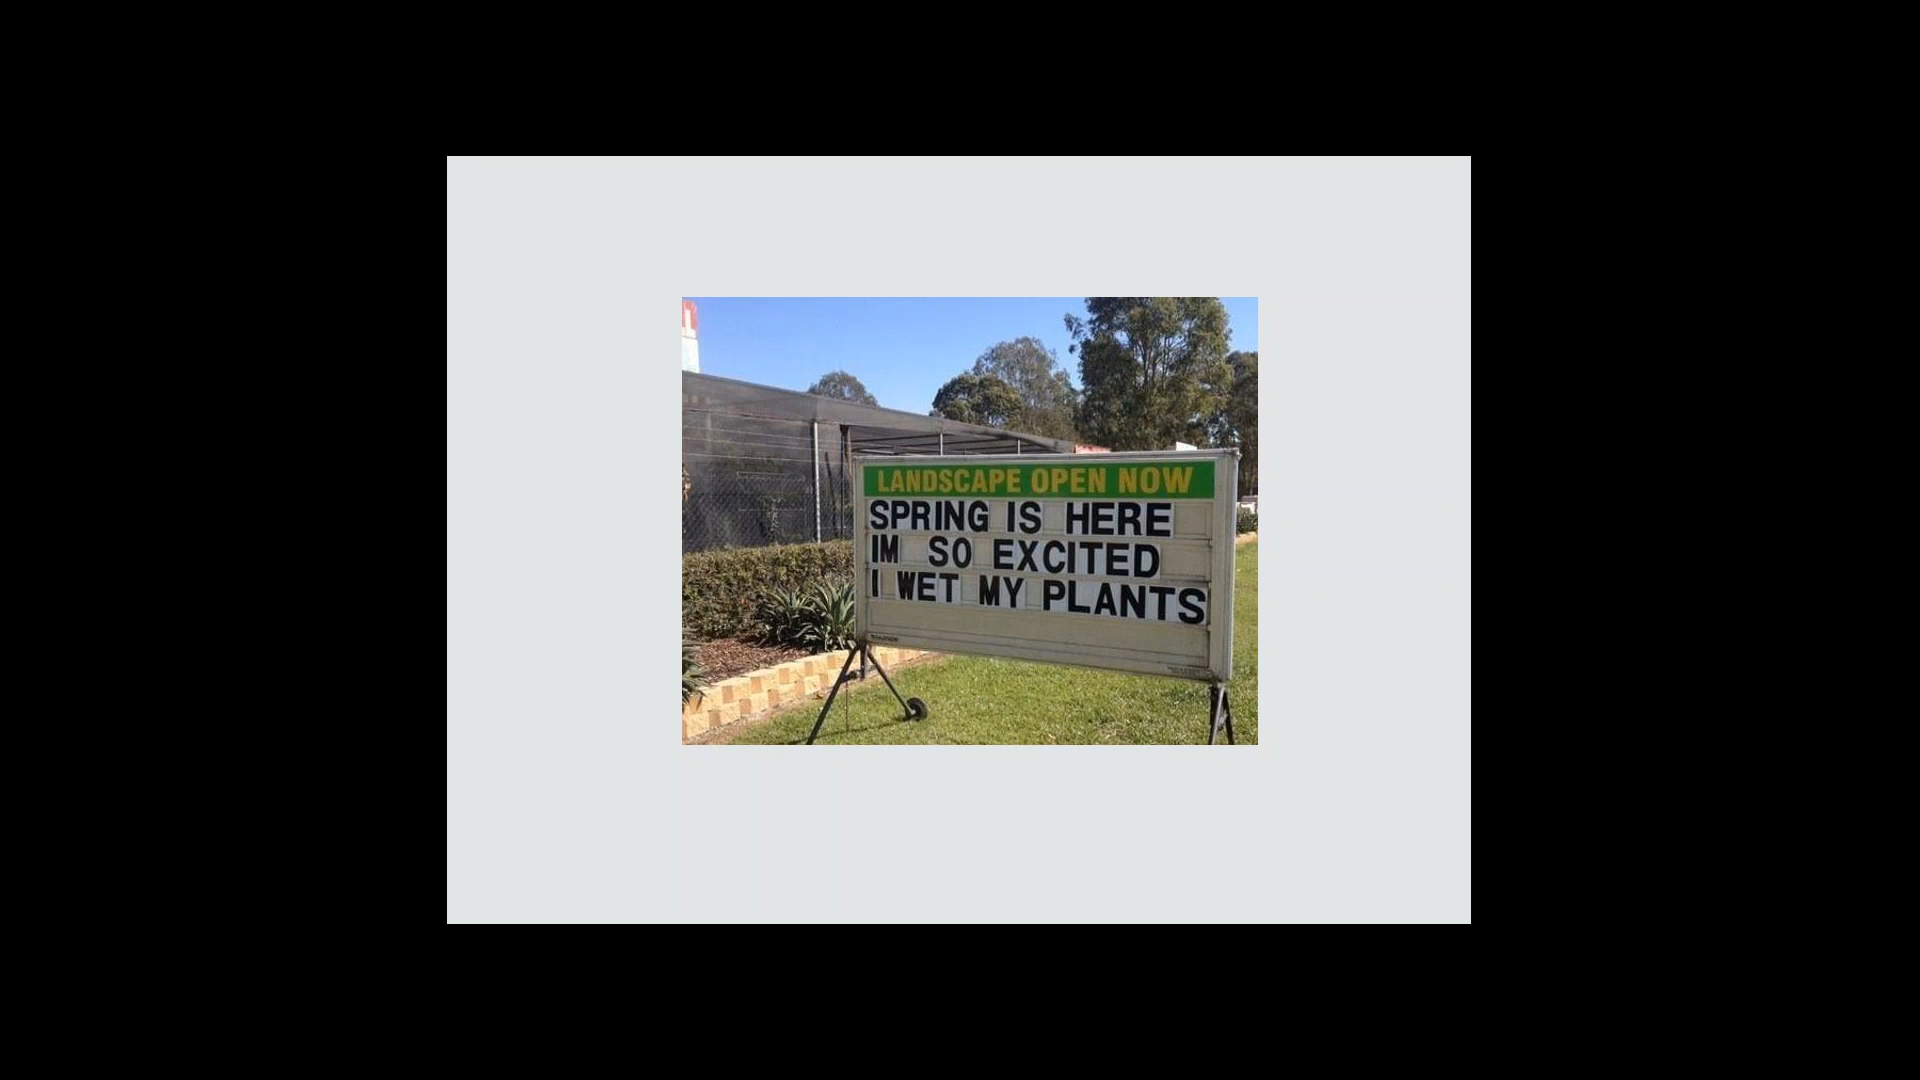 LANDSCAPE OPEN NOW
SPRING IS HERE
IM SO EXCITED
I WET MY PLANTS